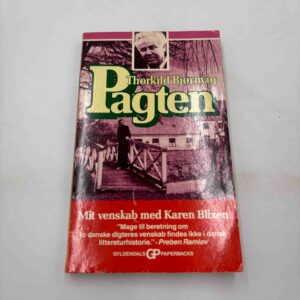 Thorkild Bjørnvig
Pagten
Mit venskab med Karen Blixen
"Mage til beretning om
to danske digteres venskab findes ikke i dansk
litteraturhistorie." – Preben Ramløv
GYLDENDALS GP PAPERBACKS